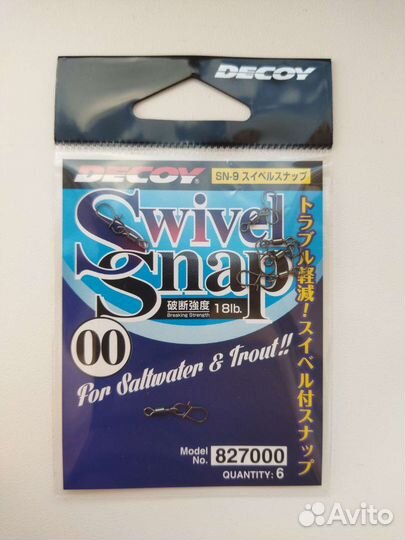 DECOY
DECOY®
SN-9 スイベルスナップ
Swivel
Snap
破断強度 18lb.
Breaking Strength
トラブル軽減!スイベル付スナップ
00
For Saltwater & Trout!!
Model No. 827000
QUANTITY: 6
Avito